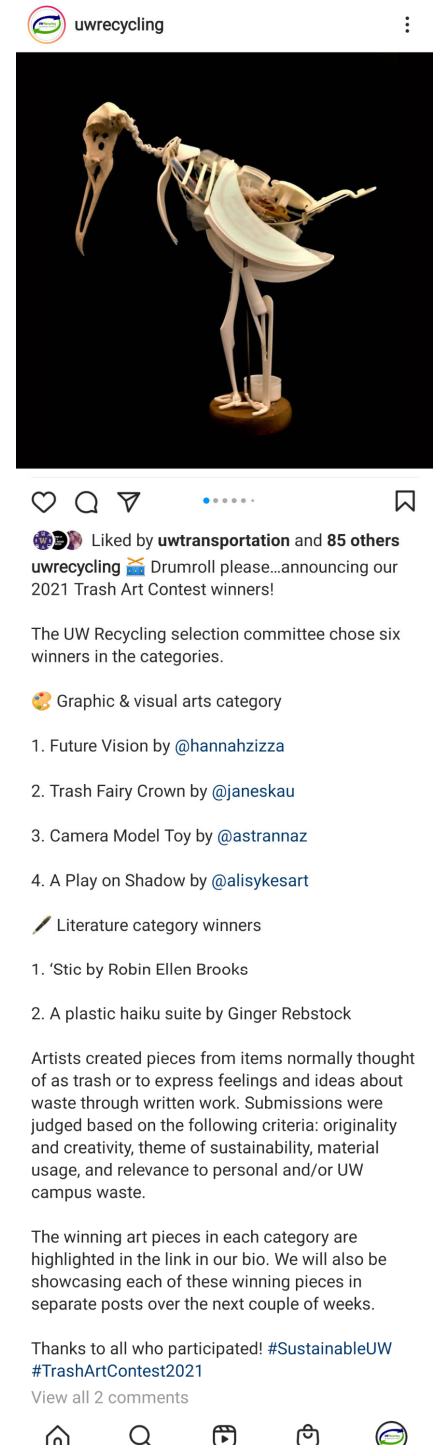 uwrecycling
Liked by uwtransportation and 85 others
uwrecycling 🥁 Drumroll please...announcing our
2021 Trash Art Contest winners!
The UW Recycling selection committee chose six
winners in the categories.
🎨 Graphic & visual arts category
1. Future Vision by @hannahzizza
2. Trash Fairy Crown by @janeskau
3. Camera Model Toy by @astrannaz
4. A Play on Shadow by @alisykesart
🖋️ Literature category winners
1. ‘Stic by Robin Ellen Brooks
2. A plastic haiku suite by Ginger Rebstock
Artists created pieces from items normally thought
of as trash or to express feelings and ideas about
waste through written work. Submissions were
judged based on the following criteria: originality
and creativity, theme of sustainability, material
usage, and relevance to personal and/or UW
campus waste.
The winning art pieces in each category are
highlighted in the link in our bio. We will also be
showcasing each of these winning pieces in
separate posts over the next couple of weeks.
Thanks to all who participated! #SustainableUW
#TrashArtContest2021
View all 2 comments